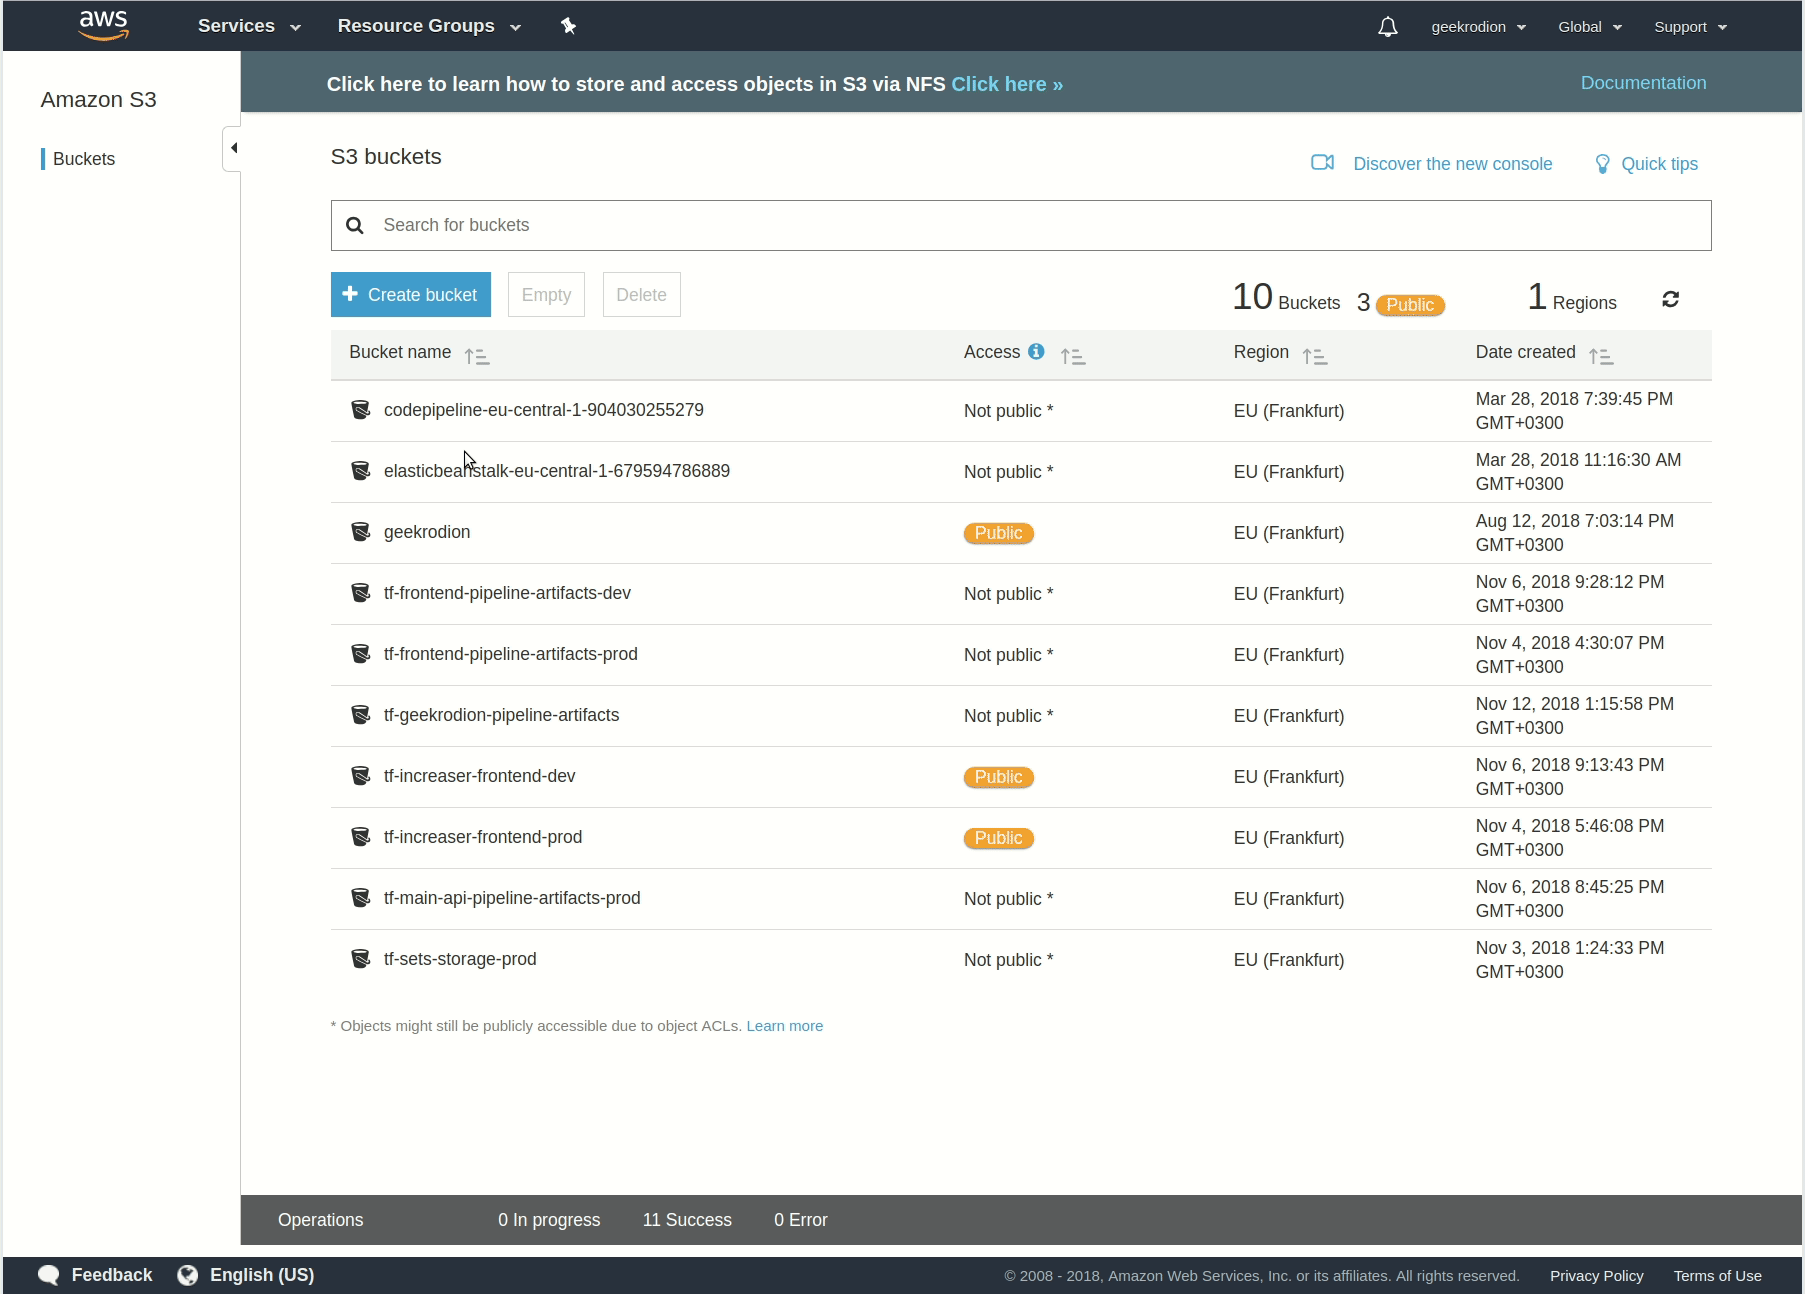 aws
Services
Resource Groups
geekrodion
Global
Support
Amazon S3
Buckets
Click here to learn how to store and access objects in S3 via NFS Click here »
Documentation
S3 buckets
Discover the new console
Quick tips
Search for buckets
Create bucket
Empty
Delete
10 Buckets
3 Public
1 Regions
Bucket name
Access
Region
Date created
codepipeline-eu-central-1-904030255279
Not public *
EU (Frankfurt)
Mar 28, 2018 7:39:45 PM
GMT+0300
elasticbeanstalk-eu-central-1-679594786889
Not public *
EU (Frankfurt)
Mar 28, 2018 11:16:30 AM
GMT+0300
geekrodion
Public
EU (Frankfurt)
Aug 12, 2018 7:03:14 PM
GMT+0300
tf-frontend-pipeline-artifacts-dev
Not public *
EU (Frankfurt)
Nov 6, 2018 9:28:12 PM
GMT+0300
tf-frontend-pipeline-artifacts-prod
Not public *
EU (Frankfurt)
Nov 4, 2018 4:30:07 PM
GMT+0300
tf-geekrodion-pipeline-artifacts
Not public *
EU (Frankfurt)
Nov 12, 2018 1:15:58 PM
GMT+0300
tf-increaser-frontend-dev
Public
EU (Frankfurt)
Nov 6, 2018 9:13:43 PM
GMT+0300
tf-increaser-frontend-prod
Public
EU (Frankfurt)
Nov 4, 2018 5:46:08 PM
GMT+0300
tf-main-api-pipeline-artifacts-prod
Not public *
EU (Frankfurt)
Nov 6, 2018 8:45:25 PM
GMT+0300
tf-sets-storage-prod
Not public *
EU (Frankfurt)
Nov 3, 2018 1:24:33 PM
GMT+0300
* Objects might still be publicly accessible due to object ACLs. Learn more
Operations
0 In progress
11 Success
0 Error
Feedback
English (US)
© 2008 - 2018, Amazon Web Services, Inc. or its affiliates. All rights reserved.
Privacy Policy
Terms of Use